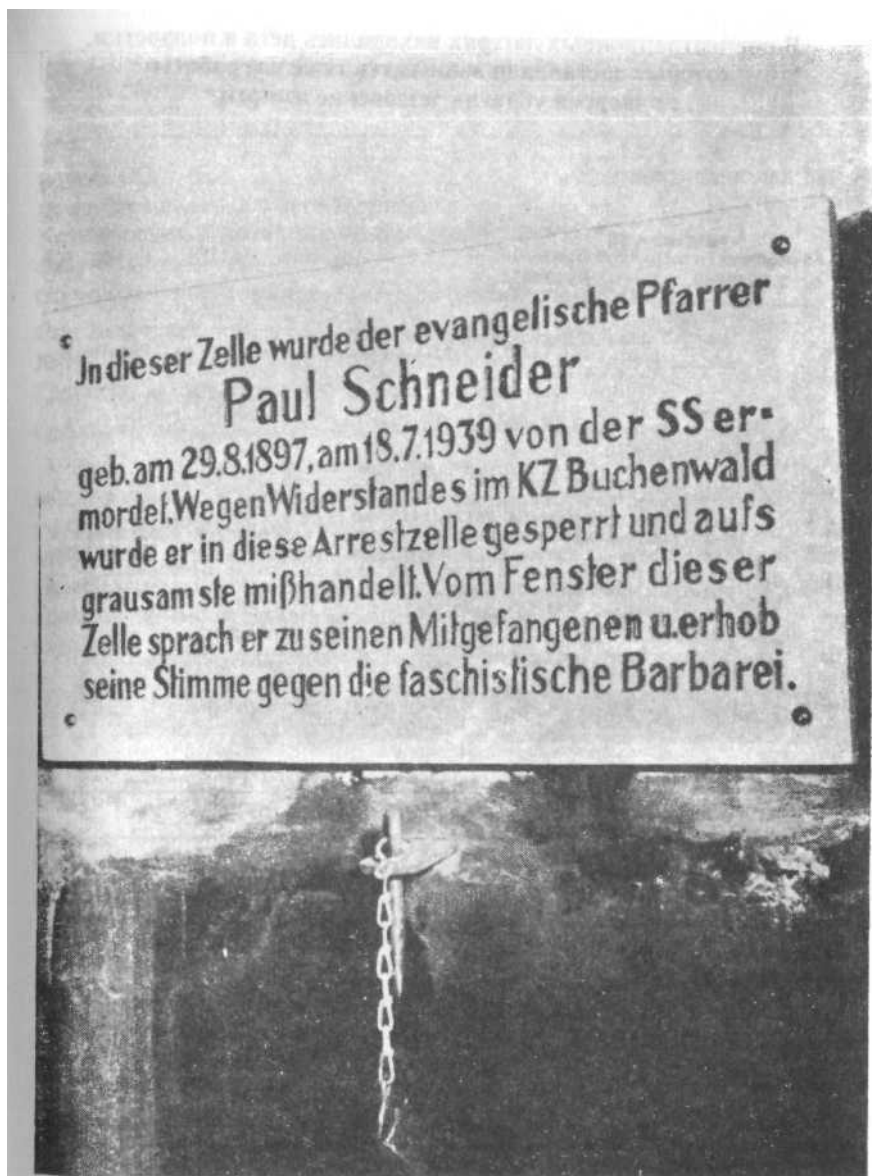 Jn dieser Zelle wurde der evangelische Pfarrer
Paul Schneider
geb. am 29.8.1897, am 18.7.1939 von der SS er-
mordet. Wegen Widerstandes im KZ Buchenwald
wurde er in diese Arrestzelle gesperrt und aufs
grausamste mißhandelt. Vom Fenster dieser
Zelle sprach er zu seinen Mitgefangenen u. erhob
seine Stimme gegen die faschistische Barbarei.